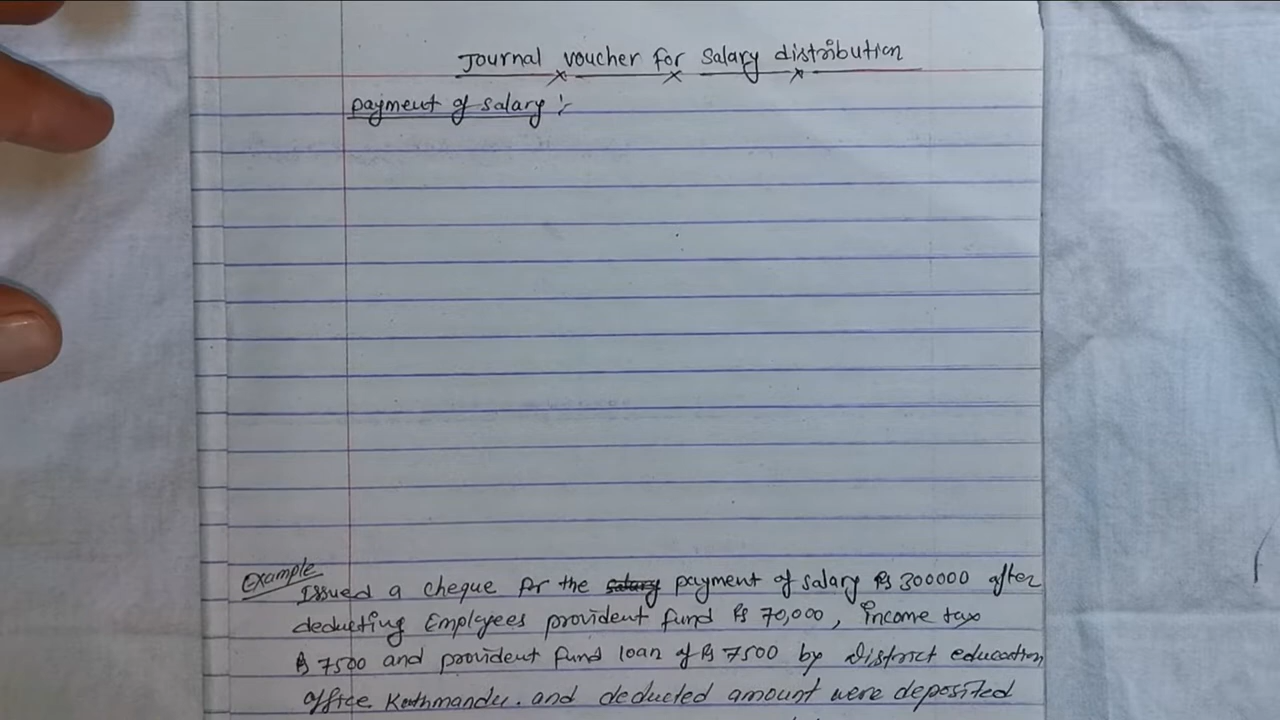 Journal voucher for salary distribution
payment of salary :-
Example
Issued a cheque for the salary payment of salary Rs 300000 after
deducting Employees provident fund Rs 70,000, income tax
Rs 7500 and provident fund loan of Rs 7500 by District education
office Kathmandu. and deducted amount were deposited